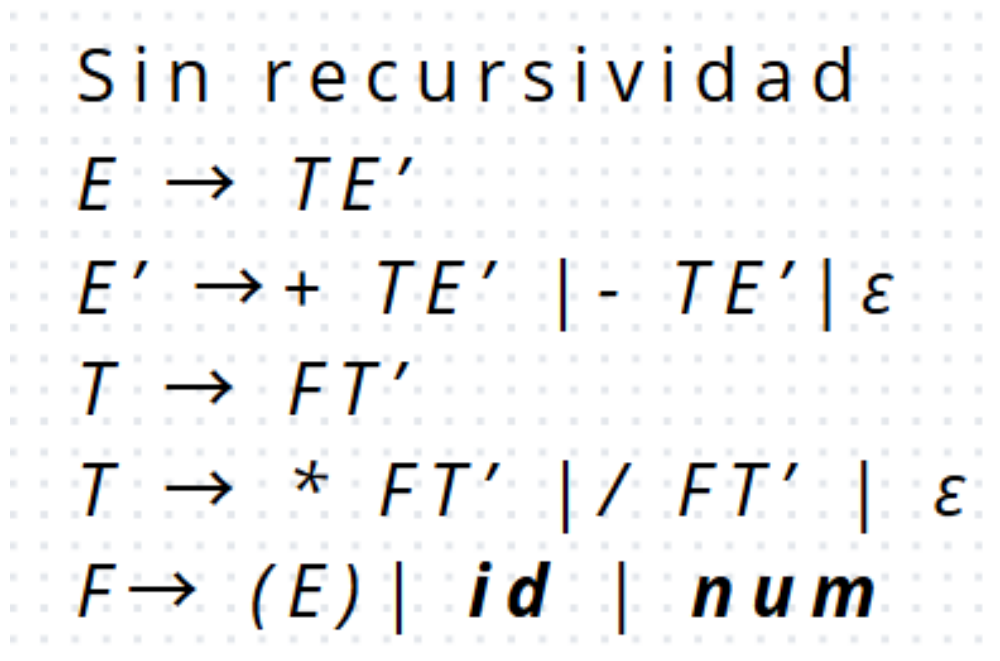 Sin recursividad
E → TE′
E′ →+ TE′ |- TE′| ε
T → FT′
T → * FT′ |/ FT′ | ε
F→ (E)| id | num